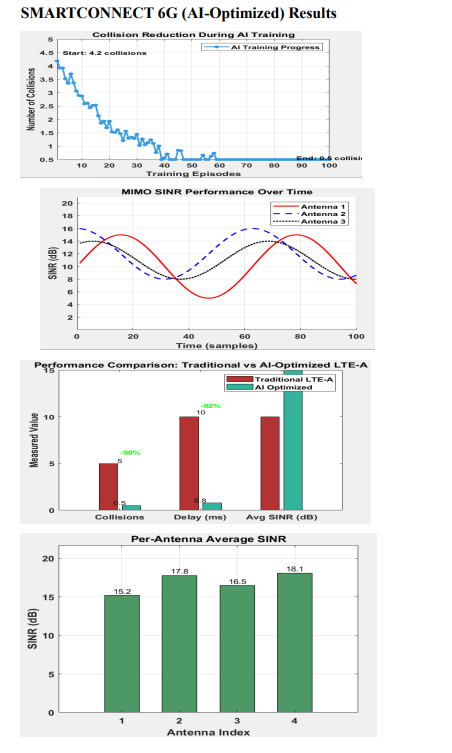 SMARTCONNECT 6G (AI-Optimized) Results
Collision Reduction During AI Training
5
4.5
4
3.5
3
2.5
2
1.5
1
0.5
Number of Collisions
Start: 4.2 collisions
AI Training Progress
End: 0.5 collisi
10 20 30 40 50 60 70 80 90 100
Training Episodes
MIMO SINR Performance Over Time
20
18
16
14
12
10
8
6
4
2
SINR (dB)
Antenna 1
Antenna 2
Antenna 3
0 20 40 60 80 100
Time (samples)
Performance Comparison: Traditional vs AI-Optimized LTE-A
15
10
5
0
Measured Value
Traditional LTE-A
AI Optimized
-92%
10
-90%
5
0.5
0.8
Collisions Delay (ms) Avg SINR (dB)
Per-Antenna Average SINR
20
15
10
5
0
SINR (dB)
15.2
17.8
16.5
18.1
1 2 3 4
Antenna Index